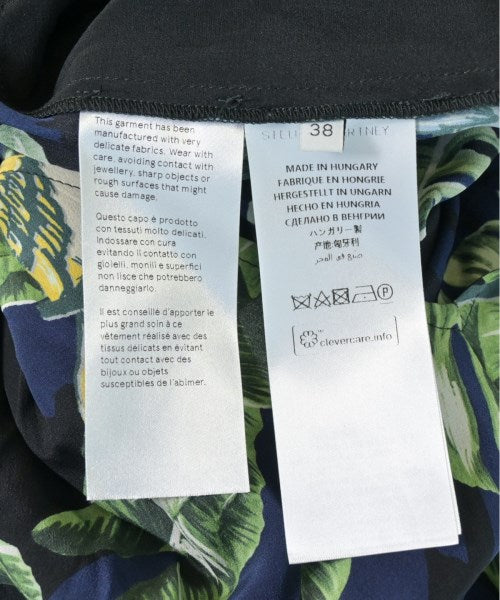 This garment has been
manufactured with very
delicate fabrics. Wear with
care, avoiding contact with
jewellery, sharp objects or
rough surfaces that might
cause damage.
Questo capo è prodotto
con tessuti molto delicati.
Indossare con cura
evitando il contatto con
gioielli, monili e superfici
non lisce che potrebbero
danneggiarlo.
Il est conseillé d'apporter le
plus grand soin à ce
vêtement réalisé avec des
tissus delicats en évitant
tout contact avec des
bijoux ou objets
susceptibles de l'abimer.
38
MADE IN HUNGARY
FABRIQUE EN HONGRIE
HERGESTELLT IN UNGARN
HECHO EN HUNGRIA
СДЕЛАНО В ВЕНГРИИ
ハンガリー製
产地:匈牙利
صنع في المجر
clevercare.info